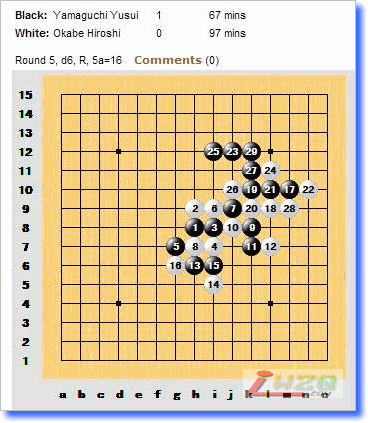 Black: Yamaguchi Yusui 1 67 mins
White: Okabe Hiroshi 0 97 mins
Round 5, d6, R, 5a=16 Comments (0)
15
14
13
12 25 23 29
11 27 24
10 26 19 21 17 22
9 2 6 7 20 18 28
8 1 3 10 9
7 5 8 4 11 12
6 16 13 15
5 14
4
3
2
1
a b c d e f g h i j k l m n o